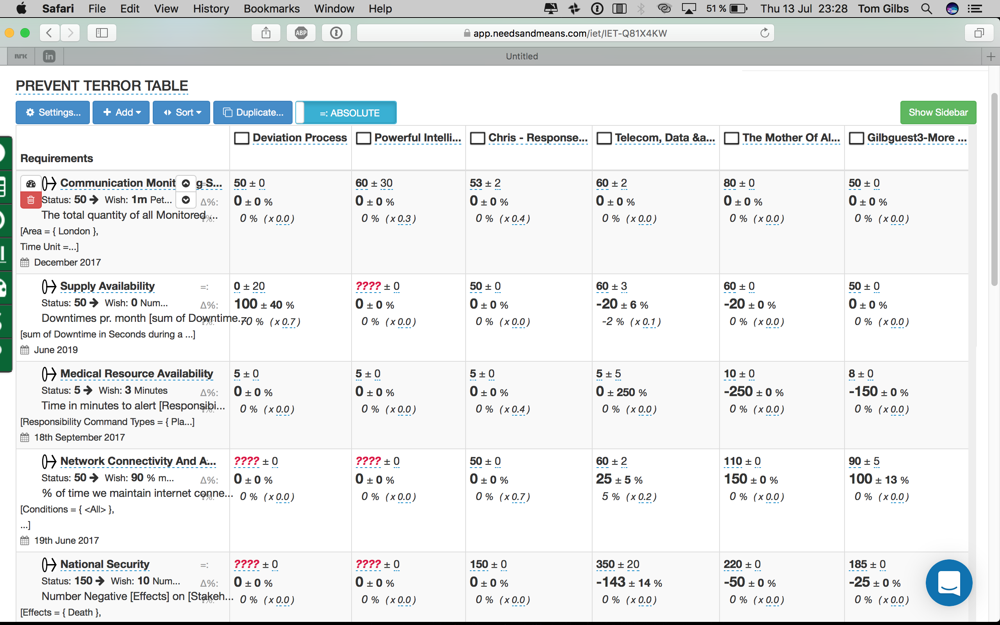 Safari File Edit View History Bookmarks Window Help 51 % Thu 13 Jul 23:28 Tom Gilbs
ABP app.needsandmeans.com/iet/IET-Q81X4KW
NRK in Untitled
PREVENT TERROR TABLE
Settings... Add Sort Duplicate... =: ABSOLUTE Show Sidebar
Requirements Deviation Process Powerful Intelli... Chris - Response... Telecom, Data &a... The Mother Of Al... Gilbguest3-More ...
Communication Monit g S... 50 ± 0 60 ± 30 53 ± 2 60 ± 2 80 ± 0 50 ± 0
Status: 50 Wish: 1m Pet... Δ%: 0 ± 0 % 0 ± 0 % 0 ± 0 % 0 ± 0 % 0 ± 0 % 0 ± 0 %
The total quantity of all Monitored ... ?%: 0 % (x 0.0) 0 % (x 0.3) 0 % (x 0.4) 0 % (x 0.0) 0 % (x 0.0) 0 % (x 0.0)
[Area = { London },
Time Unit =...]
December 2017
Supply Availability =: 0 ± 20 ???? ± 0 50 ± 0 60 ± 3 60 ± 0 50 ± 0
Status: 50 Wish: 0 Num... Δ%: 100 ± 40 % 0 ± 0 % 0 ± 0 % -20 ± 6 % -20 ± 0 % 0 ± 0 %
Downtimes pr. month [sum of Downtime... ?%: 70 % (x 0.7) 0 % (x 0.0) 0 % (x 0.0) -2 % (x 0.1) 0 % (x 0.0) 0 % (x 0.0)
[sum of Downtime in Seconds during a ...]
June 2019
Medical Resource Availability 5 ± 0 5 ± 0 5 ± 0 5 ± 5 10 ± 0 8 ± 0
Status: 5 Wish: 3 Minutes Δ%: 0 ± 0 % 0 ± 0 % 0 ± 0 % 0 ± 250 % -250 ± 0 % -150 ± 0 %
Time in minutes to alert [Responsibi... ?%: 0 % (x 0.0) 0 % (x 0.0) 0 % (x 0.4) 0 % (x 0.0) 0 % (x 0.0) 0 % (x 0.0)
[Responsibility Command Types = { Pla...]
18th September 2017
Network Connectivity And A... ???? ± 0 ???? ± 0 50 ± 0 60 ± 2 110 ± 0 90 ± 5
Status: 50 Wish: 90 % m... Δ%: 0 ± 0 % 0 ± 0 % 0 ± 0 % 25 ± 5 % 150 ± 0 % 100 ± 13 %
% of time we maintain internet conne... ?%: 0 % (x 0.0) 0 % (x 0.0) 0 % (x 0.7) 5 % (x 0.2) 0 % (x 0.0) 0 % (x 0.0)
[Conditions = { <All> },
...]
19th June 2017
National Security =: ???? ± 0 ???? ± 0 150 ± 0 350 ± 20 220 ± 0 185 ± 0
Status: 150 Wish: 10 Num... Δ%: 0 ± 0 % 0 ± 0 % 0 ± 0 % -143 ± 14 % -50 ± 0 % -25 ± 0 %
Number Negative [Effects] on [Stakeh... ?%: 0 % (x 0.0) 0 % (x 0.0) 0 % (x 0.0) 0 % (x 0.0) 0 % (x 0.0) 0 % (x 0.0)
[Effects = { Death },